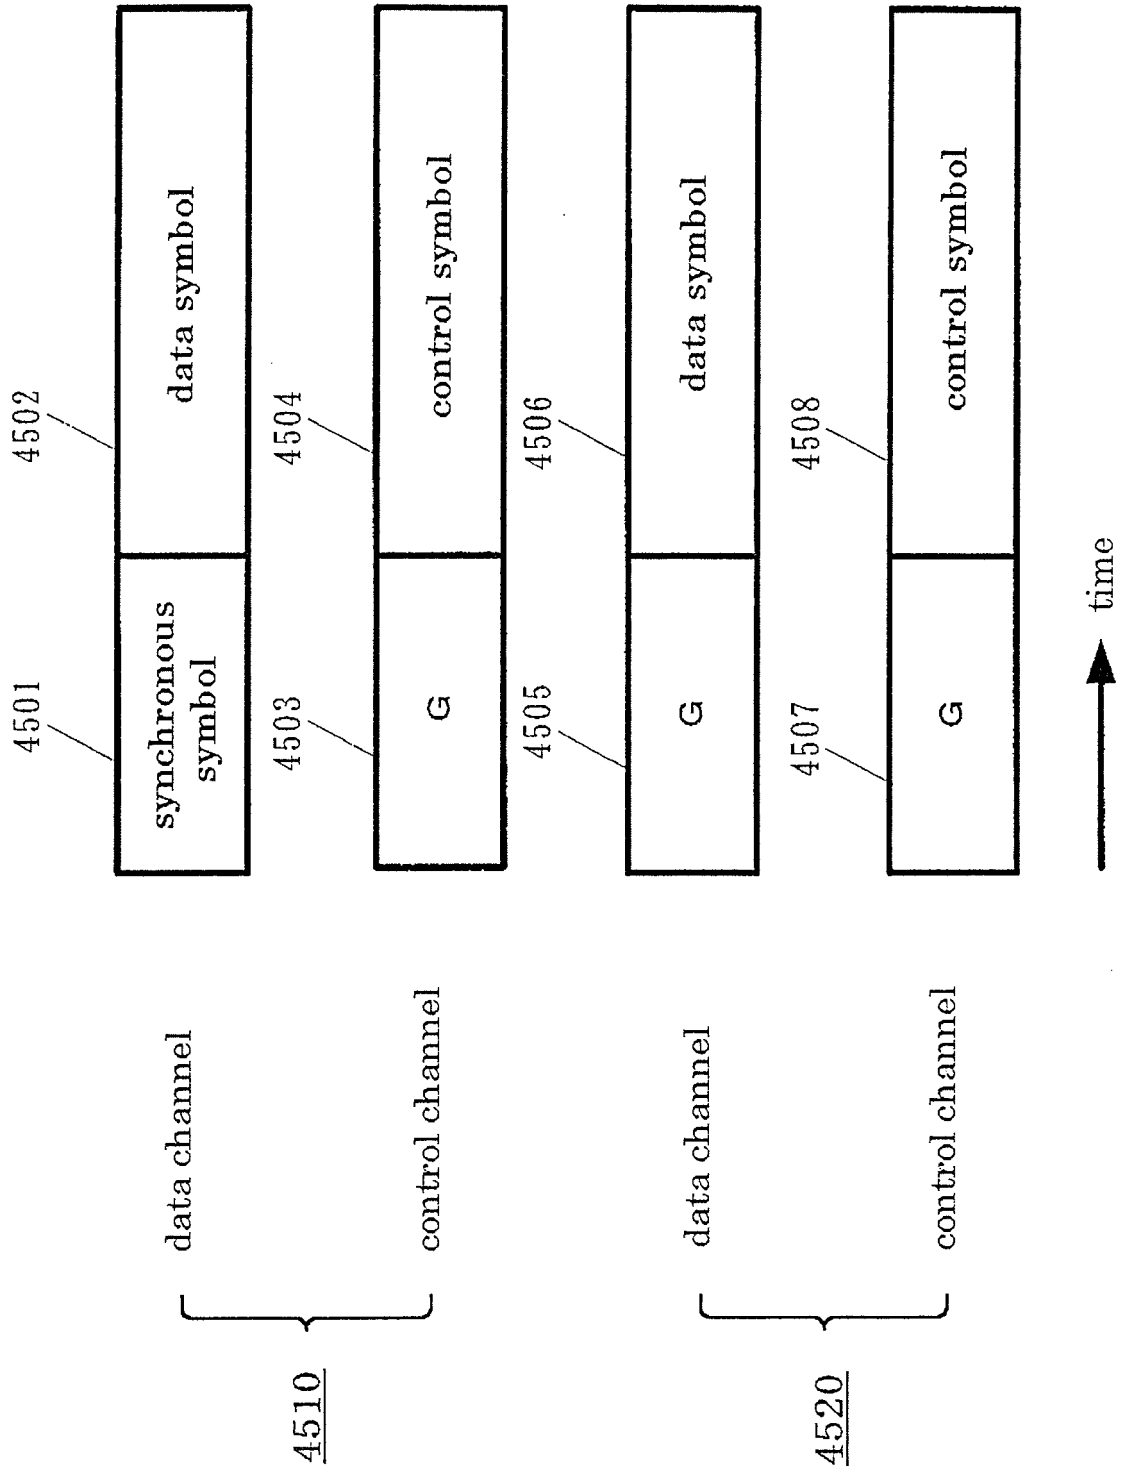 4510
data channel
4501
synchronous
symbol
4502
data symbol
control channel
4503
G
4504
control symbol
4520
data channel
4505
G
4506
data symbol
control channel
4507
G
4508
control symbol
time